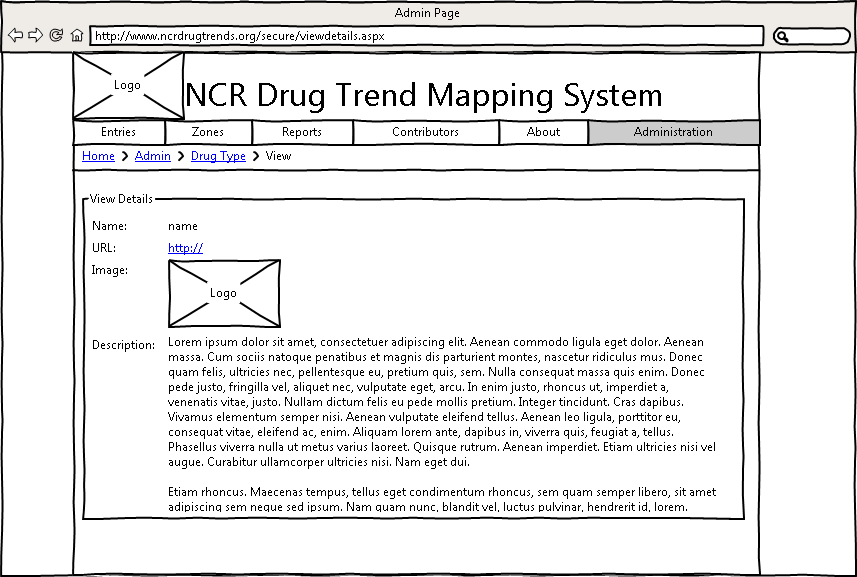 Admin Page
http://www.ncrdrugtrends.org/secure/viewdetails.aspx
Logo
NCR Drug Trend Mapping System
Entries Zones Reports Contributors About Administration
Home > Admin > Drug Type > View
View Details
Name: name
URL: http://
Image:
Logo
Description: Lorem ipsum dolor sit amet, consectetuer adipiscing elit. Aenean commodo ligula eget dolor. Aenean
massa. Cum sociis natoque penatibus et magnis dis parturient montes, nascetur ridiculus mus. Donec
quam felis, ultricies nec, pellentesque eu, pretium quis, sem. Nulla consequat massa quis enim. Donec
pede justo, fringilla vel, aliquet nec, vulputate eget, arcu. In enim justo, rhoncus ut, imperdiet a,
venenatis vitae, justo. Nullam dictum felis eu pede mollis pretium. Integer tincidunt. Cras dapibus.
Vivamus elementum semper nisi. Aenean vulputate eleifend tellus. Aenean leo ligula, porttitor eu,
consequat vitae, eleifend ac, enim. Aliquam lorem ante, dapibus in, viverra quis, feugiat a, tellus.
Phasellus viverra nulla ut metus varius laoreet. Quisque rutrum. Aenean imperdiet. Etiam ultricies nisi vel
augue. Curabitur ullamcorper ultricies nisi. Nam eget dui.
Etiam rhoncus. Maecenas tempus, tellus eget condimentum rhoncus, sem quam semper libero, sit amet
adipiscing sem neque sed ipsum. Nam quam nunc, blandit vel, luctus pulvinar, hendrerit id, lorem.